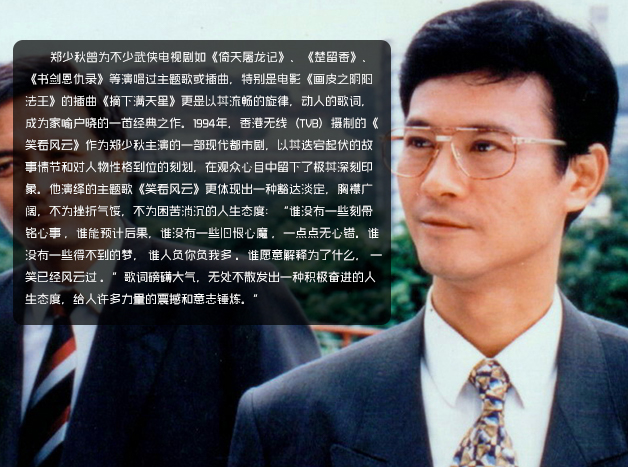 郑少秋曾为不少武侠电视剧如《倚天屠龙记》、《楚留香》、
《书剑恩仇录》等演唱过主题歌或插曲，特别是电影《画皮之阴阳
法王》的插曲《摘下满天星》更是以其流畅的旋律，动人的歌词，
成为家喻户晓的一首经典之作。1994年，香港无线（TVB）摄制的《
笑看风云》作为郑少秋主演的一部现代都市剧，以其迭宕起伏的故
事情节和对人物性格到位的刻划，在观众心目中留下了极其深刻印
象。他演绎的主题歌《笑看风云》更体现出一种豁达淡定，胸襟广
阔，不为挫折气馁，不为困苦消沉的人生态度：“谁没有一些刻骨
铭心事，谁能预计后果，谁没有一些旧恨心魔，一点点无心错。谁
没有一些得不到的梦， 谁人负你负我多。谁愿意解释为了什么， 一
笑已经风云过。”歌词磅礴大气，无处不散发出一种积极奋进的人
生态度，给人许多力量的震撼和意志锤炼。”